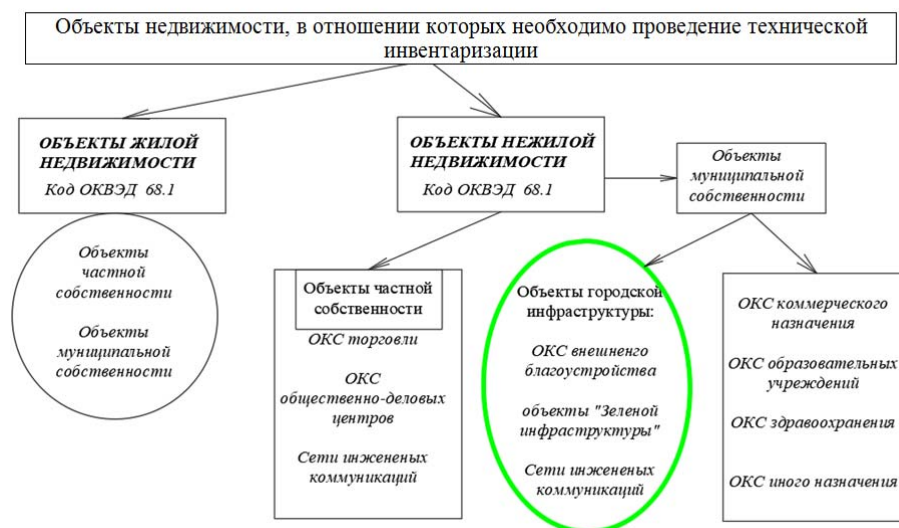 Объекты недвижимости, в отношении которых необходимо проведение технической
инвентаризации
ОБЪЕКТЫ ЖИЛОЙ
НЕДВИЖИМОСТИ
Код ОКВЭД 68.1
ОБЪЕКТЫ НЕЖИЛОЙ
НЕДВИЖИМОСТИ
Код ОКВЭД 68.1
Объекты
муниципальной
собственности
Объекты
частной
собственности
Объекты
муниципальной
собственности
Объекты частной
собственности
ОКС торговли
ОКС
общественно-деловых
центров
Сети инжененых
коммуникаций
Объекты городской
инфраструктуры:
ОКС внешненго
благоустройства
объекты "Зеленой
инфраструктуры"
Сети инжененых
коммуникаций
ОКС коммерческого
назначения
ОКС образовательных
учреждений
ОКС здравоохранения
ОКС иного назначения